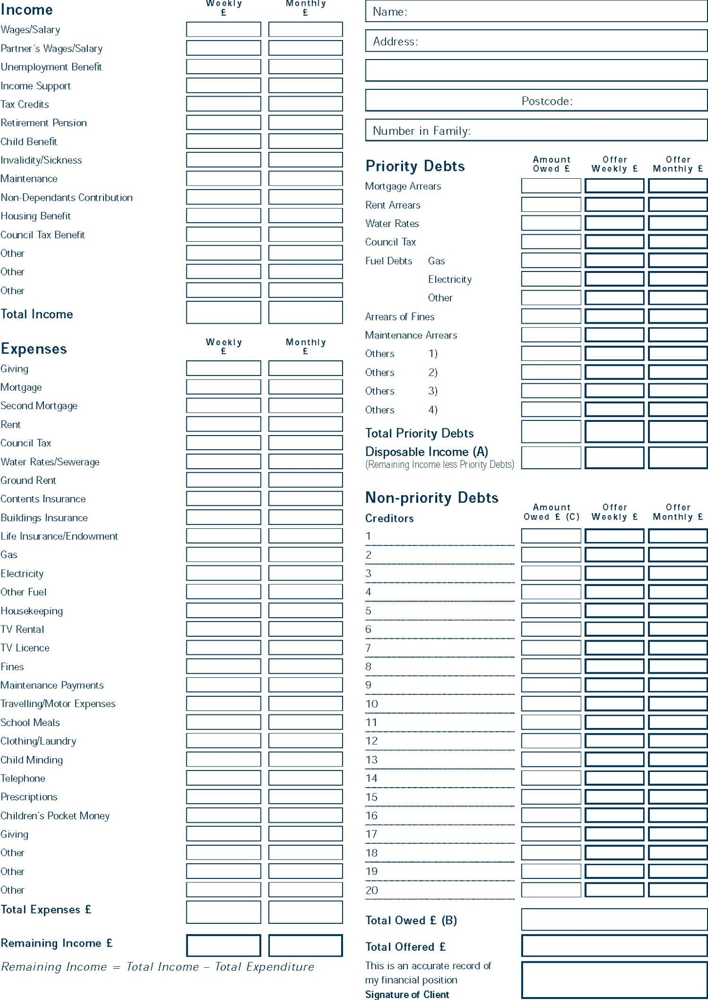 Income
Weekly £
Monthly £
Wages/Salary
Partner's Wages/Salary
Unemployment Benefit
Income Support
Tax Credits
Retirement Pension
Child Benefit
Invalidity/Sickness
Maintenance
Non-Dependants Contribution
Housing Benefit
Council Tax Benefit
Other
Other
Other
Total Income
Expenses
Weekly £
Monthly £
Giving
Mortgage
Second Mortgage
Rent
Council Tax
Water Rates/Sewerage
Ground Rent
Contents Insurance
Buildings Insurance
Life Insurance/Endowment
Gas
Electricity
Other Fuel
Housekeeping
TV Rental
TV Licence
Fines
Maintenance Payments
Travelling/Motor Expenses
School Meals
Clothing/Laundry
Child Minding
Telephone
Prescriptions
Children's Pocket Money
Giving
Other
Other
Other
Total Expenses £
Remaining Income £
Remaining Income = Total Income – Total Expenditure
Name:
Address:
Postcode:
Number in Family:
Priority Debts
Amount Owed £
Offer Weekly £
Offer Monthly £
Mortgage Arrears
Rent Arrears
Water Rates
Council Tax
Fuel Debts Gas
Electricity
Other
Arrears of Fines
Maintenance Arrears
Others 1)
Others 2)
Others 3)
Others 4)
Total Priority Debts
Disposable Income (A)
(Remaining Income less Priority Debts)
Non-priority Debts
Creditors
Amount Owed £ (C)
Offer Weekly £
Offer Monthly £
1
2
3
4
5
6
7
8
9
10
11
12
13
14
15
16
17
18
19
20
Total Owed £ (B)
Total Offered £
This is an accurate record of
my financial position
Signature of Client